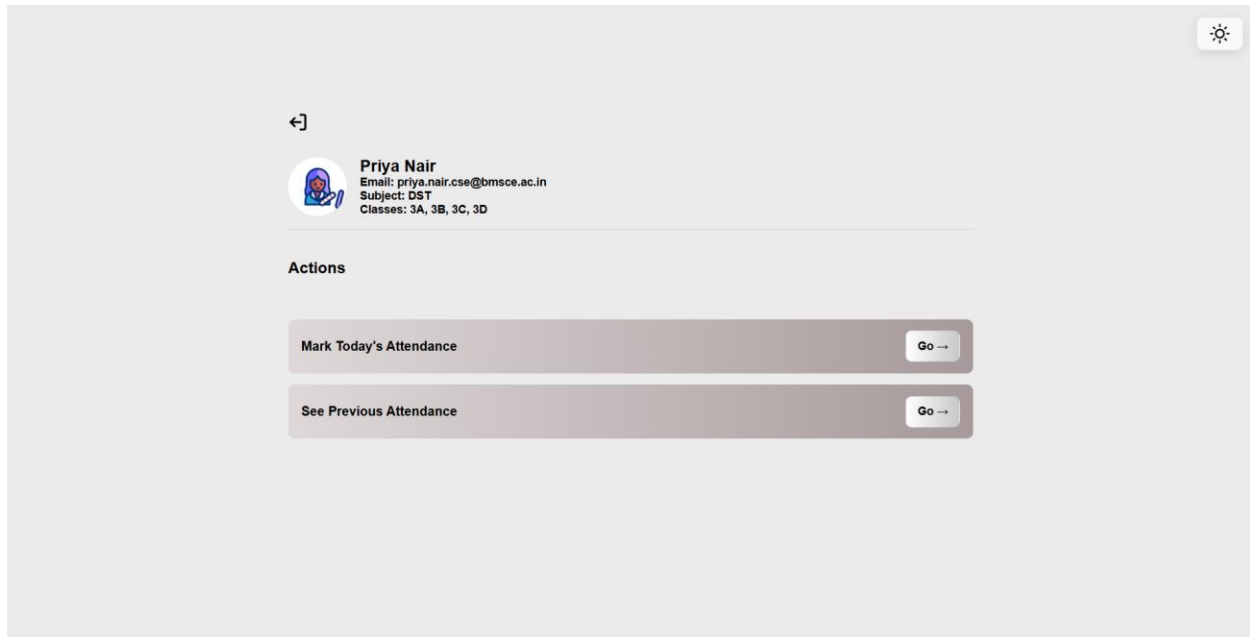 Priya Nair
Email: priya.nair.cse@bmsce.ac.in
Subject: DST
Classes: 3A, 3B, 3C, 3D
Actions
Mark Today's Attendance Go →
See Previous Attendance Go →